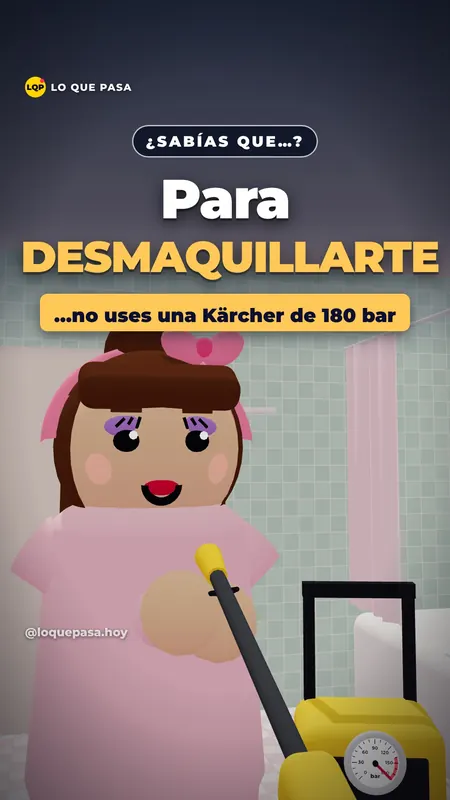 LQP LO QUE PASA
¿SABÍAS QUE...?
Para
DESMAQUILLARTE
...no uses una Kärcher de 180 bar
@loquepasa.hoy
bar